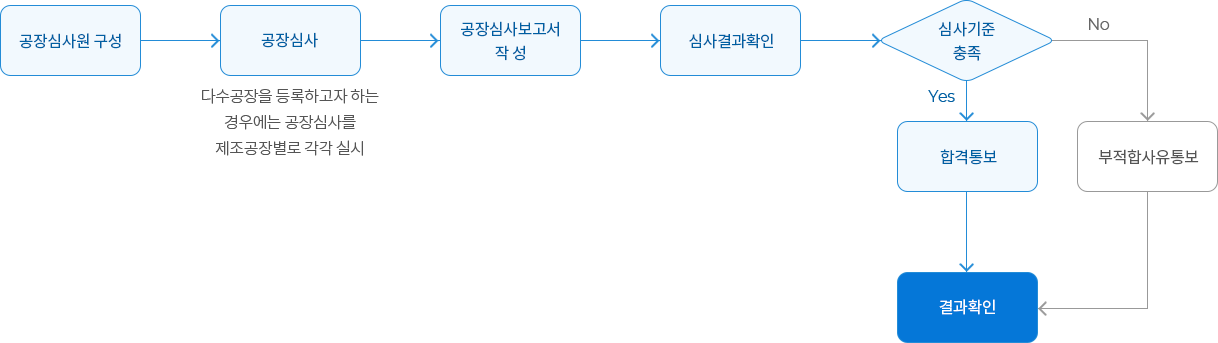 공장심사원 구성
공장심사
다수공장을 등록하고자 하는
경우에는 공장심사를
제조공장별로 각각 실시
공장심사보고서
작 성
심사결과확인
심사기준
충족
No
Yes
합격통보
부적합사유통보
결과확인